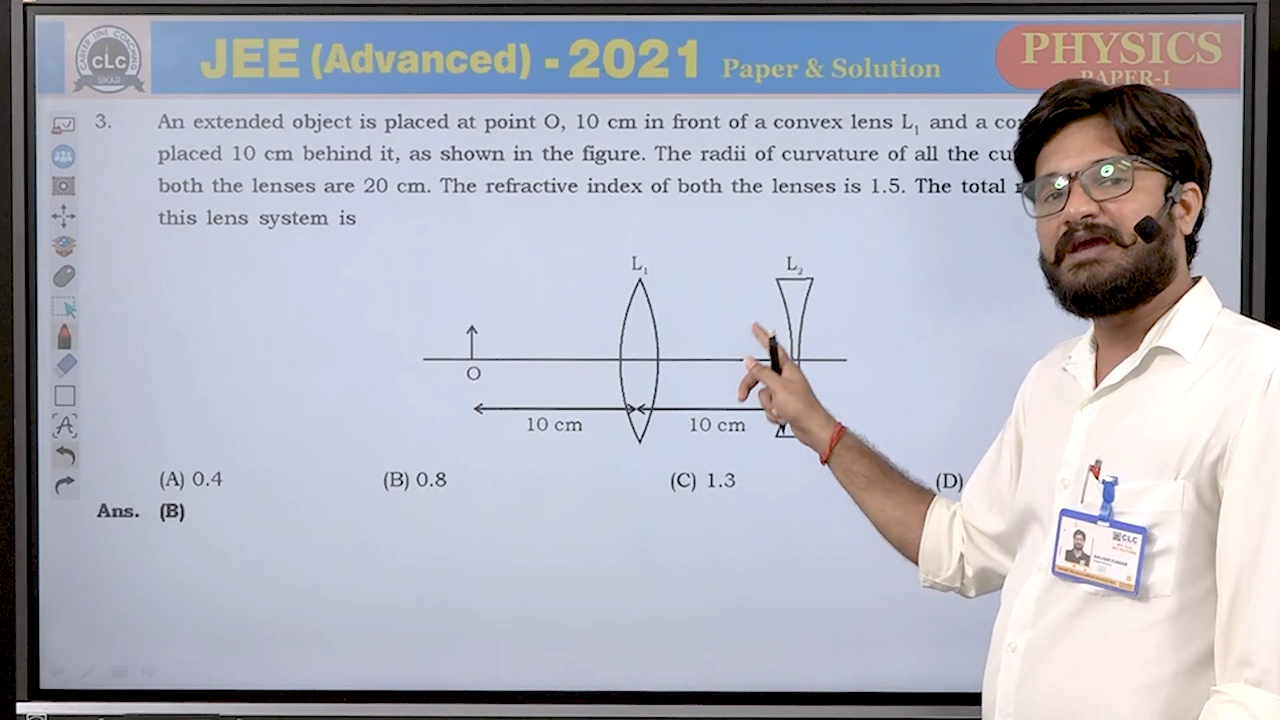 CAREER LINE COACHING
CLC
SIKAR
JEE (Advanced) - 2021 Paper & Solution
PHYSICS
PAPER-I
3. An extended object is placed at point O, 10 cm in front of a convex lens L₁ and a
placed 10 cm behind it, as shown in the figure. The radii of curvature of all the
both the lenses are 20 cm. The refractive index of both the lenses is 1.5. The total
this lens system is
L₁ L₂
O
10 cm 10 cm
(A) 0.4 (B) 0.8 (C) 1.3 (D)
Ans. (B)
CLC